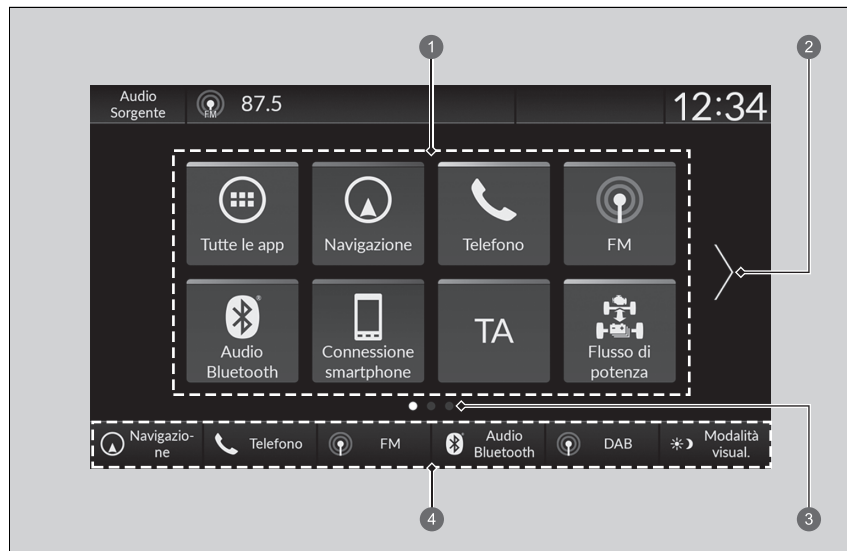 1
2
Audio
Sorgente
FM
87.5
12:34
Tutte le app
Navigazione
Telefono
FM
Audio
Bluetooth®
Connessione
smartphone
TA
Flusso di
potenza
Navigazio-
ne
Telefono
FM
Audio
Bluetooth
DAB
Modalità
visual.
4
3